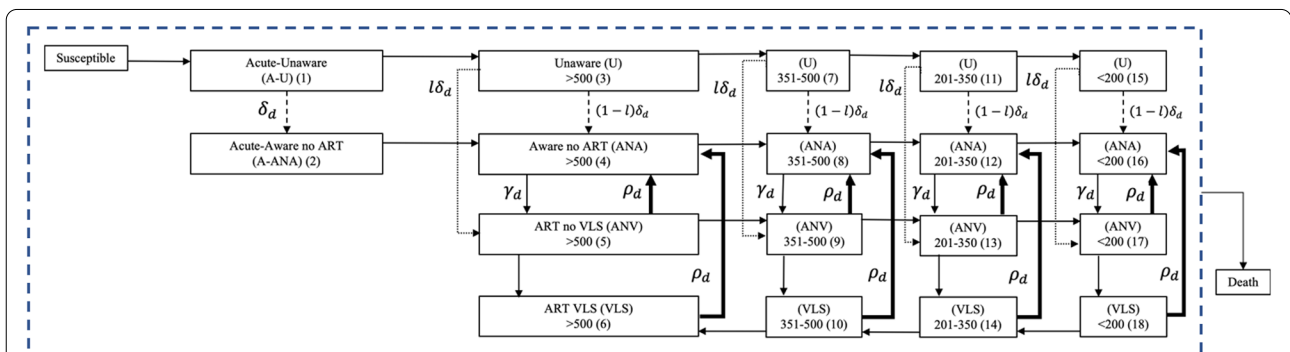 Susceptible
Acute-Unaware
(A-U) (1)
Unaware (U)
>500 (3)
(U)
351-500 (7)
(U)
201-350 (11)
(U)
<200 (15)
δd
lδd
(1−l)δd
lδd
(1−l)δd
lδd
(1−l)δd
lδd
(1−l)δd
Acute-Aware no ART
(A-ANA) (2)
Aware no ART (ANA)
>500 (4)
(ANA)
351-500 (8)
(ANA)
201-350 (12)
(ANA)
<200 (16)
γd
ρd
γd
ρd
γd
ρd
γd
ρd
ART no VLS (ANV)
>500 (5)
(ANV)
351-500 (9)
(ANV)
201-350 (13)
(ANV)
<200 (17)
ρd
ρd
ρd
ρd
Death
ART VLS (VLS)
>500 (6)
(VLS)
351-500 (10)
(VLS)
201-350 (14)
(VLS)
<200 (18)